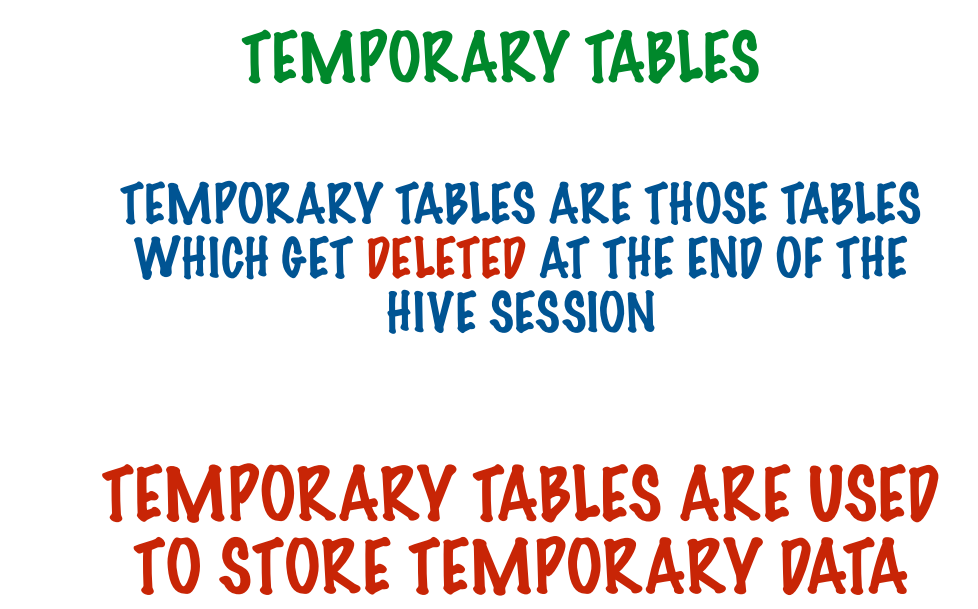 TEMPORARY TABLES
TEMPORARY TABLES ARE THOSE TABLES
WHICH GET DELETED AT THE END OF THE
HIVE SESSION
TEMPORARY TABLES ARE USED
TO STORE TEMPORARY DATA